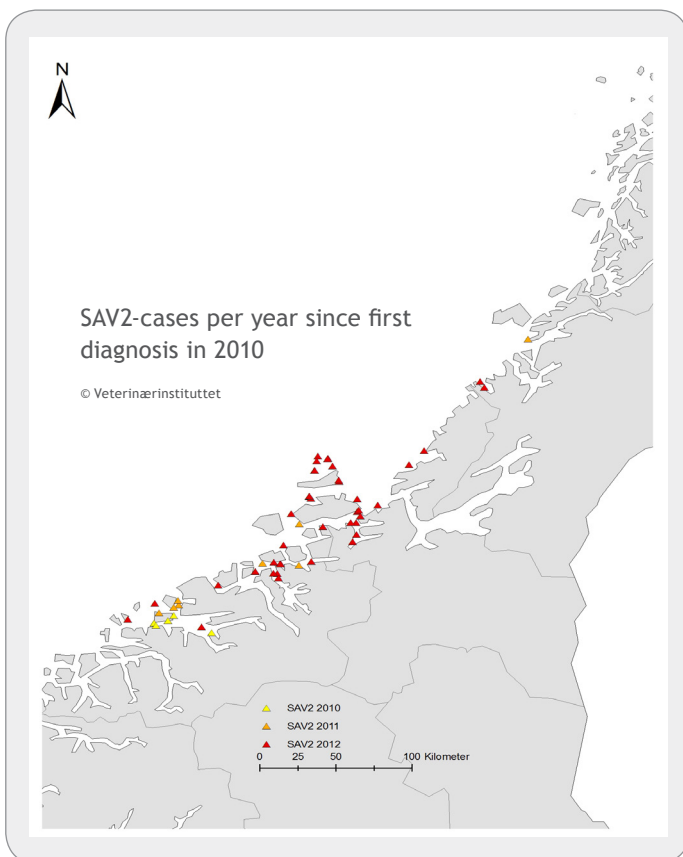 N
SAV2-cases per year since first
diagnosis in 2010
© Veterinærinstituttet
SAV2 2010
SAV2 2011
SAV2 2012
0 25 50 100 Kilometer